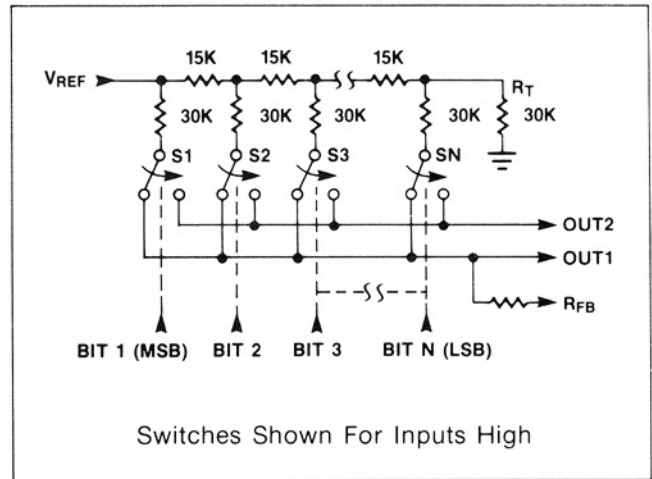 15K 15K 15K
VREF
RT
30K 30K 30K 30K 30K
S1 S2 S3 SN
OUT2
OUT1
RFB
BIT 1 (MSB) BIT 2 BIT 3 BIT N (LSB)
Switches Shown For Inputs High